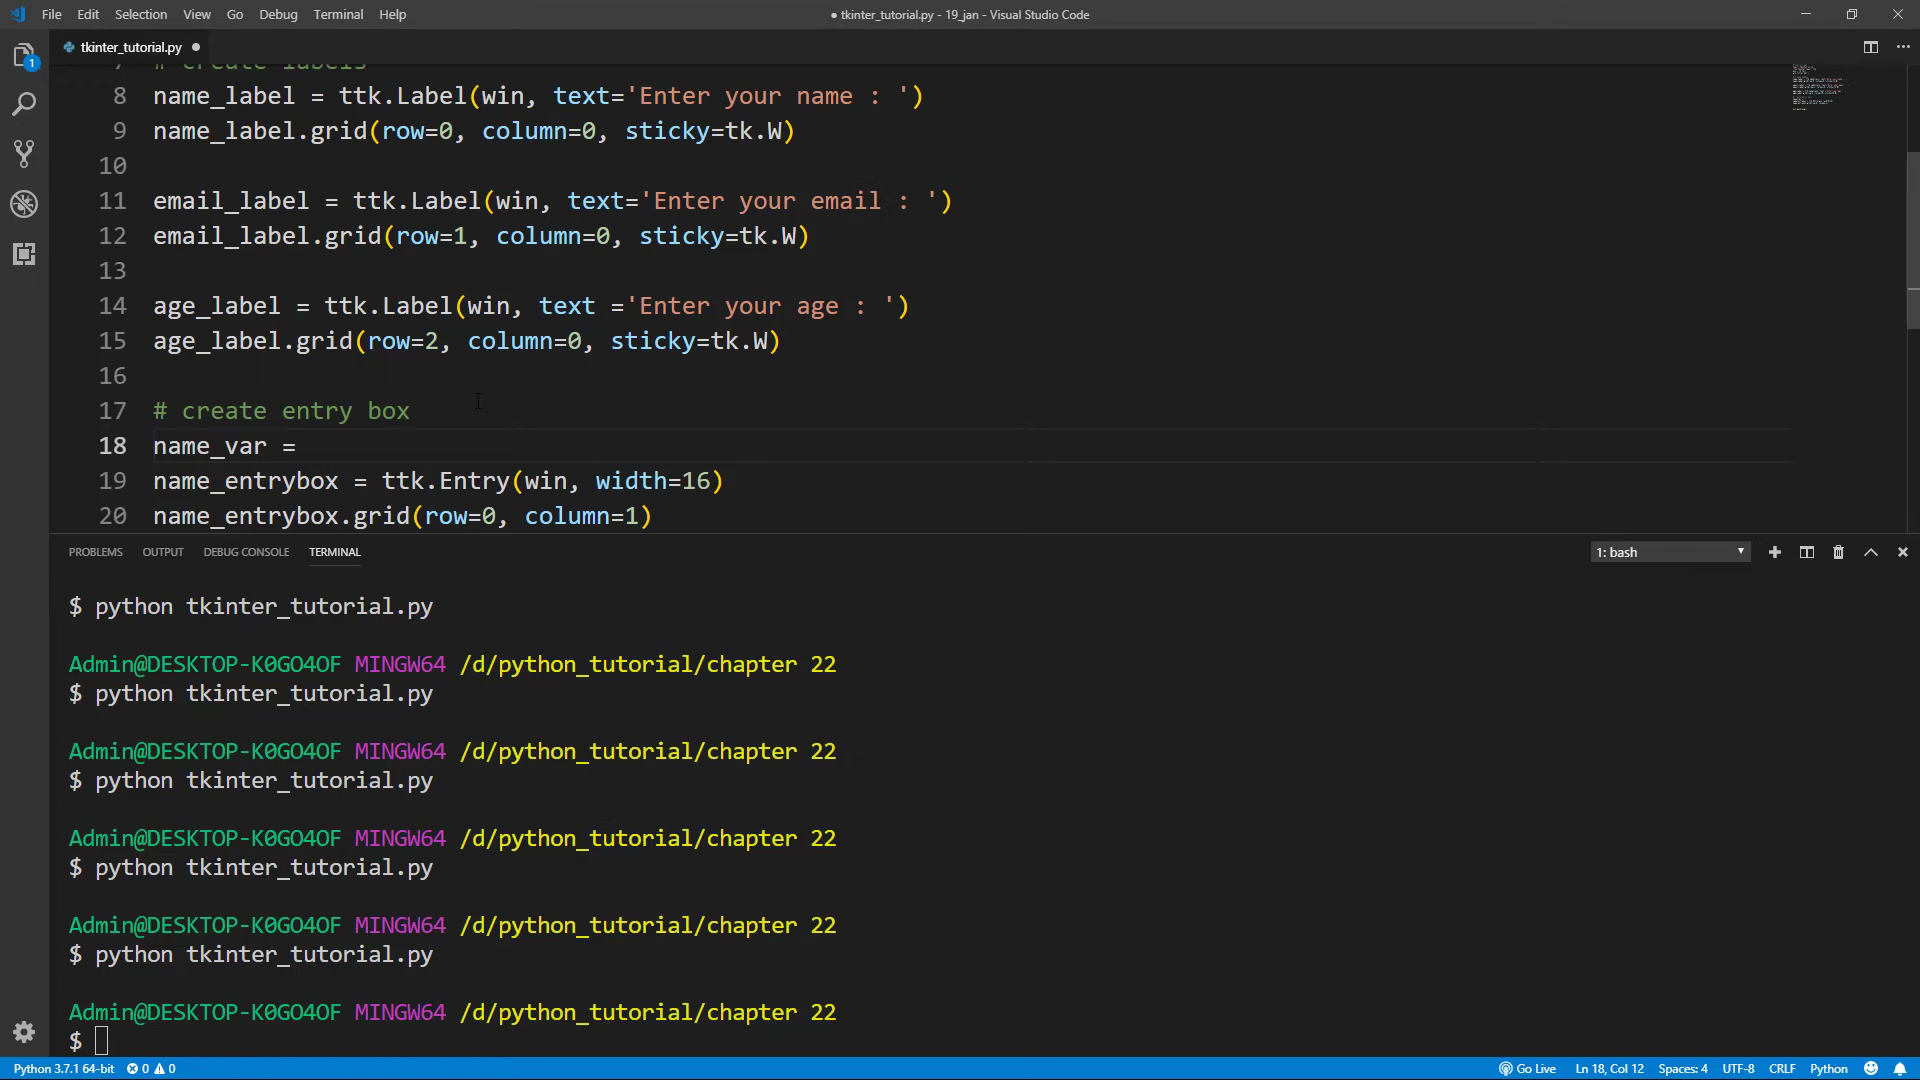 File Edit Selection View Go Debug Terminal Help
● tkinter_tutorial.py - 19_jan - Visual Studio Code
tkinter_tutorial.py ●
1
7 # create labels
8 name_label = ttk.Label(win, text='Enter your name : ')
9 name_label.grid(row=0, column=0, sticky=tk.W)
10
11 email_label = ttk.Label(win, text='Enter your email : ')
12 email_label.grid(row=1, column=0, sticky=tk.W)
13
14 age_label = ttk.Label(win, text ='Enter your age : ')
15 age_label.grid(row=2, column=0, sticky=tk.W)
16
17 # create entry box
18 name_var =
19 name_entrybox = ttk.Entry(win, width=16)
20 name_entrybox.grid(row=0, column=1)
PROBLEMS OUTPUT DEBUG CONSOLE TERMINAL 1: bash
$ python tkinter_tutorial.py
Admin@DESKTOP-K0GO4OF MINGW64 /d/python_tutorial/chapter 22
$ python tkinter_tutorial.py
Admin@DESKTOP-K0GO4OF MINGW64 /d/python_tutorial/chapter 22
$ python tkinter_tutorial.py
Admin@DESKTOP-K0GO4OF MINGW64 /d/python_tutorial/chapter 22
$ python tkinter_tutorial.py
Admin@DESKTOP-K0GO4OF MINGW64 /d/python_tutorial/chapter 22
$ python tkinter_tutorial.py
Admin@DESKTOP-K0GO4OF MINGW64 /d/python_tutorial/chapter 22
$
Python 3.7.1 64-bit 0 0 Go Live Ln 18, Col 12 Spaces: 4 UTF-8 CRLF Python